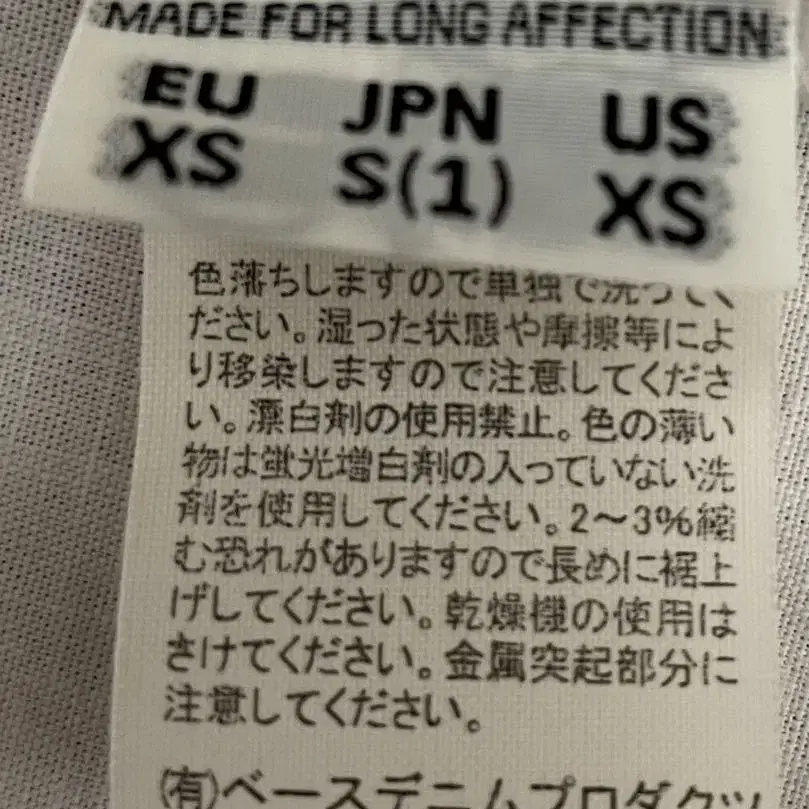 MADE FOR LONG AFFECTION
EU JPN US
XS S(1) XS
色落ちしますので単独で洗ってく
ださい。湿った状態や摩擦等によ
り移染しますので注意してくださ
い。漂白剤の使用禁止。色の薄い
物は蛍光増白剤の入っていない洗
剤を使用してください。2～3%縮
む恐れがありますので長めに裾上
げしてください。乾燥機の使用は
さけてください。金属突起部分に
注意してください。
(有)ベースデニムプロダクツ